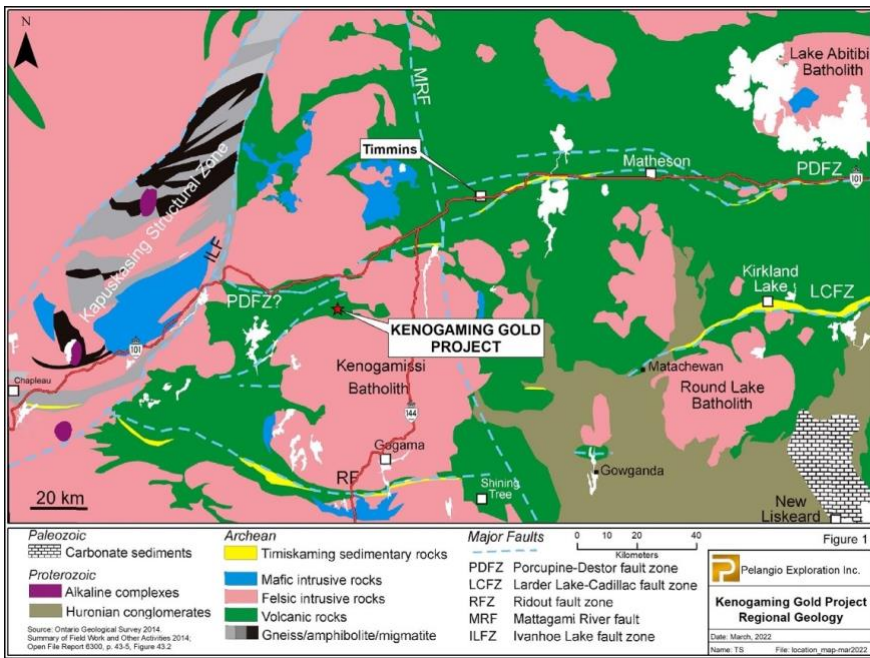 N
Lake Abitibi
Batholith
MRF
Timmins
Matheson
PDFZ
101
Kapuskasing Structural Zone
ILF
PDFZ?
Kirkland
Lake
LCFZ
KENOGAMING GOLD
PROJECT
101
Chapleau
Kenogamissi
Batholith
Matachewan
Round Lake
Batholith
144
Gogama
Gowganda
RF
Shining
Tree
20 km
New
Liskeard
Paleozoic
Carbonate sediments
Proterozoic
Alkaline complexes
Huronian conglomerates
Source: Ontario Geological Survey 2014.
Summary of Field Work and Other Activities 2014;
Open File Report 6300, p. 43-5, Figure 43.2
Archean
Timiskaming sedimentary rocks
Mafic intrusive rocks
Felsic intrusive rocks
Volcanic rocks
Gneiss/amphibolite/migmatite
Major Faults
0 20 40
Kilometers
PDFZ Porcupine-Destor fault zone
LCFZ Larder Lake-Cadillac fault zone
RFZ Ridout fault zone
MRF Mattagami River fault
ILFZ Ivanhoe Lake fault zone
Figure 1
Pelangio Exploration Inc.
Kenogaming Gold Project
Regional Geology
Date: March, 2022
Name: TS File: location_map-mar2022